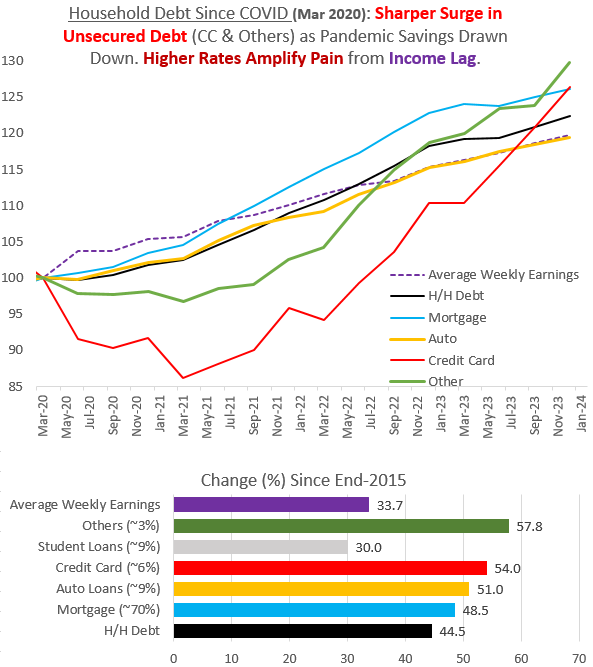 Household Debt Since COVID (Mar 2020): Sharper Surge in
Unsecured Debt (CC & Others) as Pandemic Savings Drawn
Down. Higher Rates Amplify Pain from Income Lag.
130
125
120
115
110
105
100
95
90
85
Average Weekly Earnings
H/H Debt
Mortgage
Auto
Credit Card
Other
Mar-20
May-20
Jul-20
Sep-20
Nov-20
Jan-21
Mar-21
May-21
Jul-21
Sep-21
Nov-21
Jan-22
Mar-22
May-22
Jul-22
Sep-22
Nov-22
Jan-23
Mar-23
May-23
Jul-23
Sep-23
Nov-23
Jan-24
Change (%) Since End-2015
Average Weekly Earnings 33.7
Others (~3%) 57.8
Student Loans (~9%) 30.0
Credit Card (~6%) 54.0
Auto Loans (~9%) 51.0
Mortgage (~70%) 48.5
H/H Debt 44.5
0 10 20 30 40 50 60 70